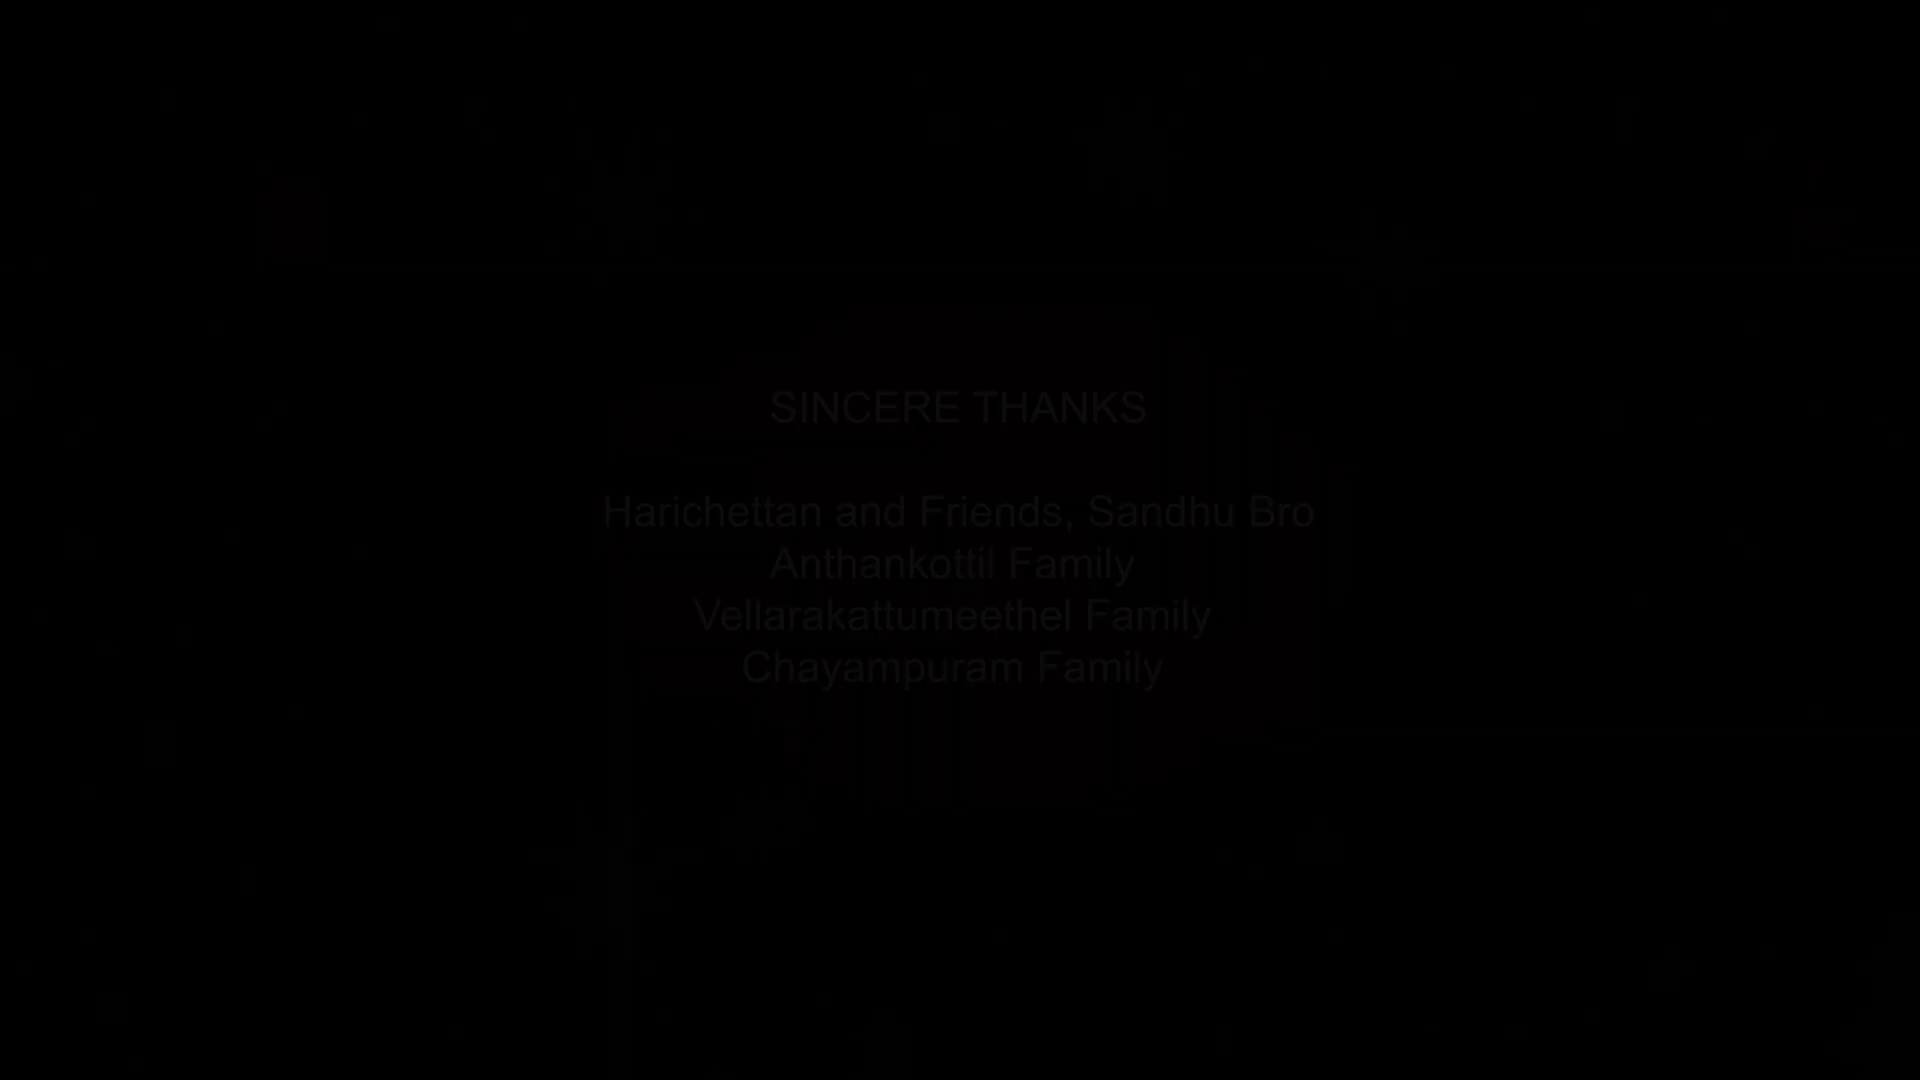 SINCERE THANKS
Harichettan and Friends, Sandhu Bro
Anthankottil Family
Vellarakattumeethel Family
Chayampuram Family